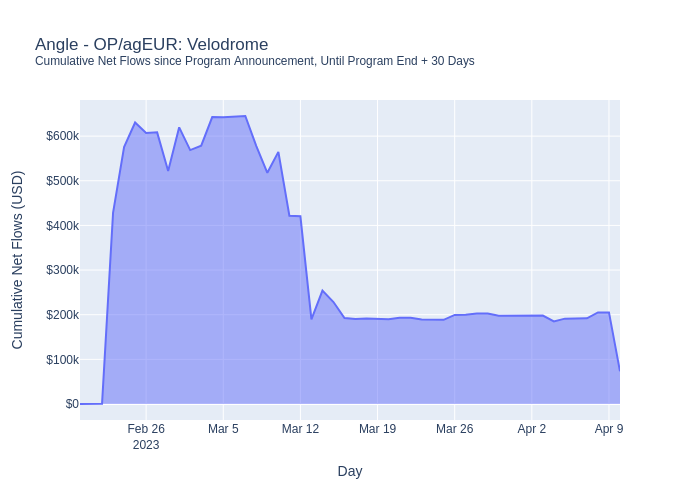 Angle - OP/agEUR: Velodrome
Cumulative Net Flows since Program Announcement, Until Program End + 30 Days
Cumulative Net Flows (USD)
$600k
$500k
$400k
$300k
$200k
$100k
$0
Feb 26
2023
Mar 5
Mar 12
Mar 19
Mar 26
Apr 2
Apr 9
Day